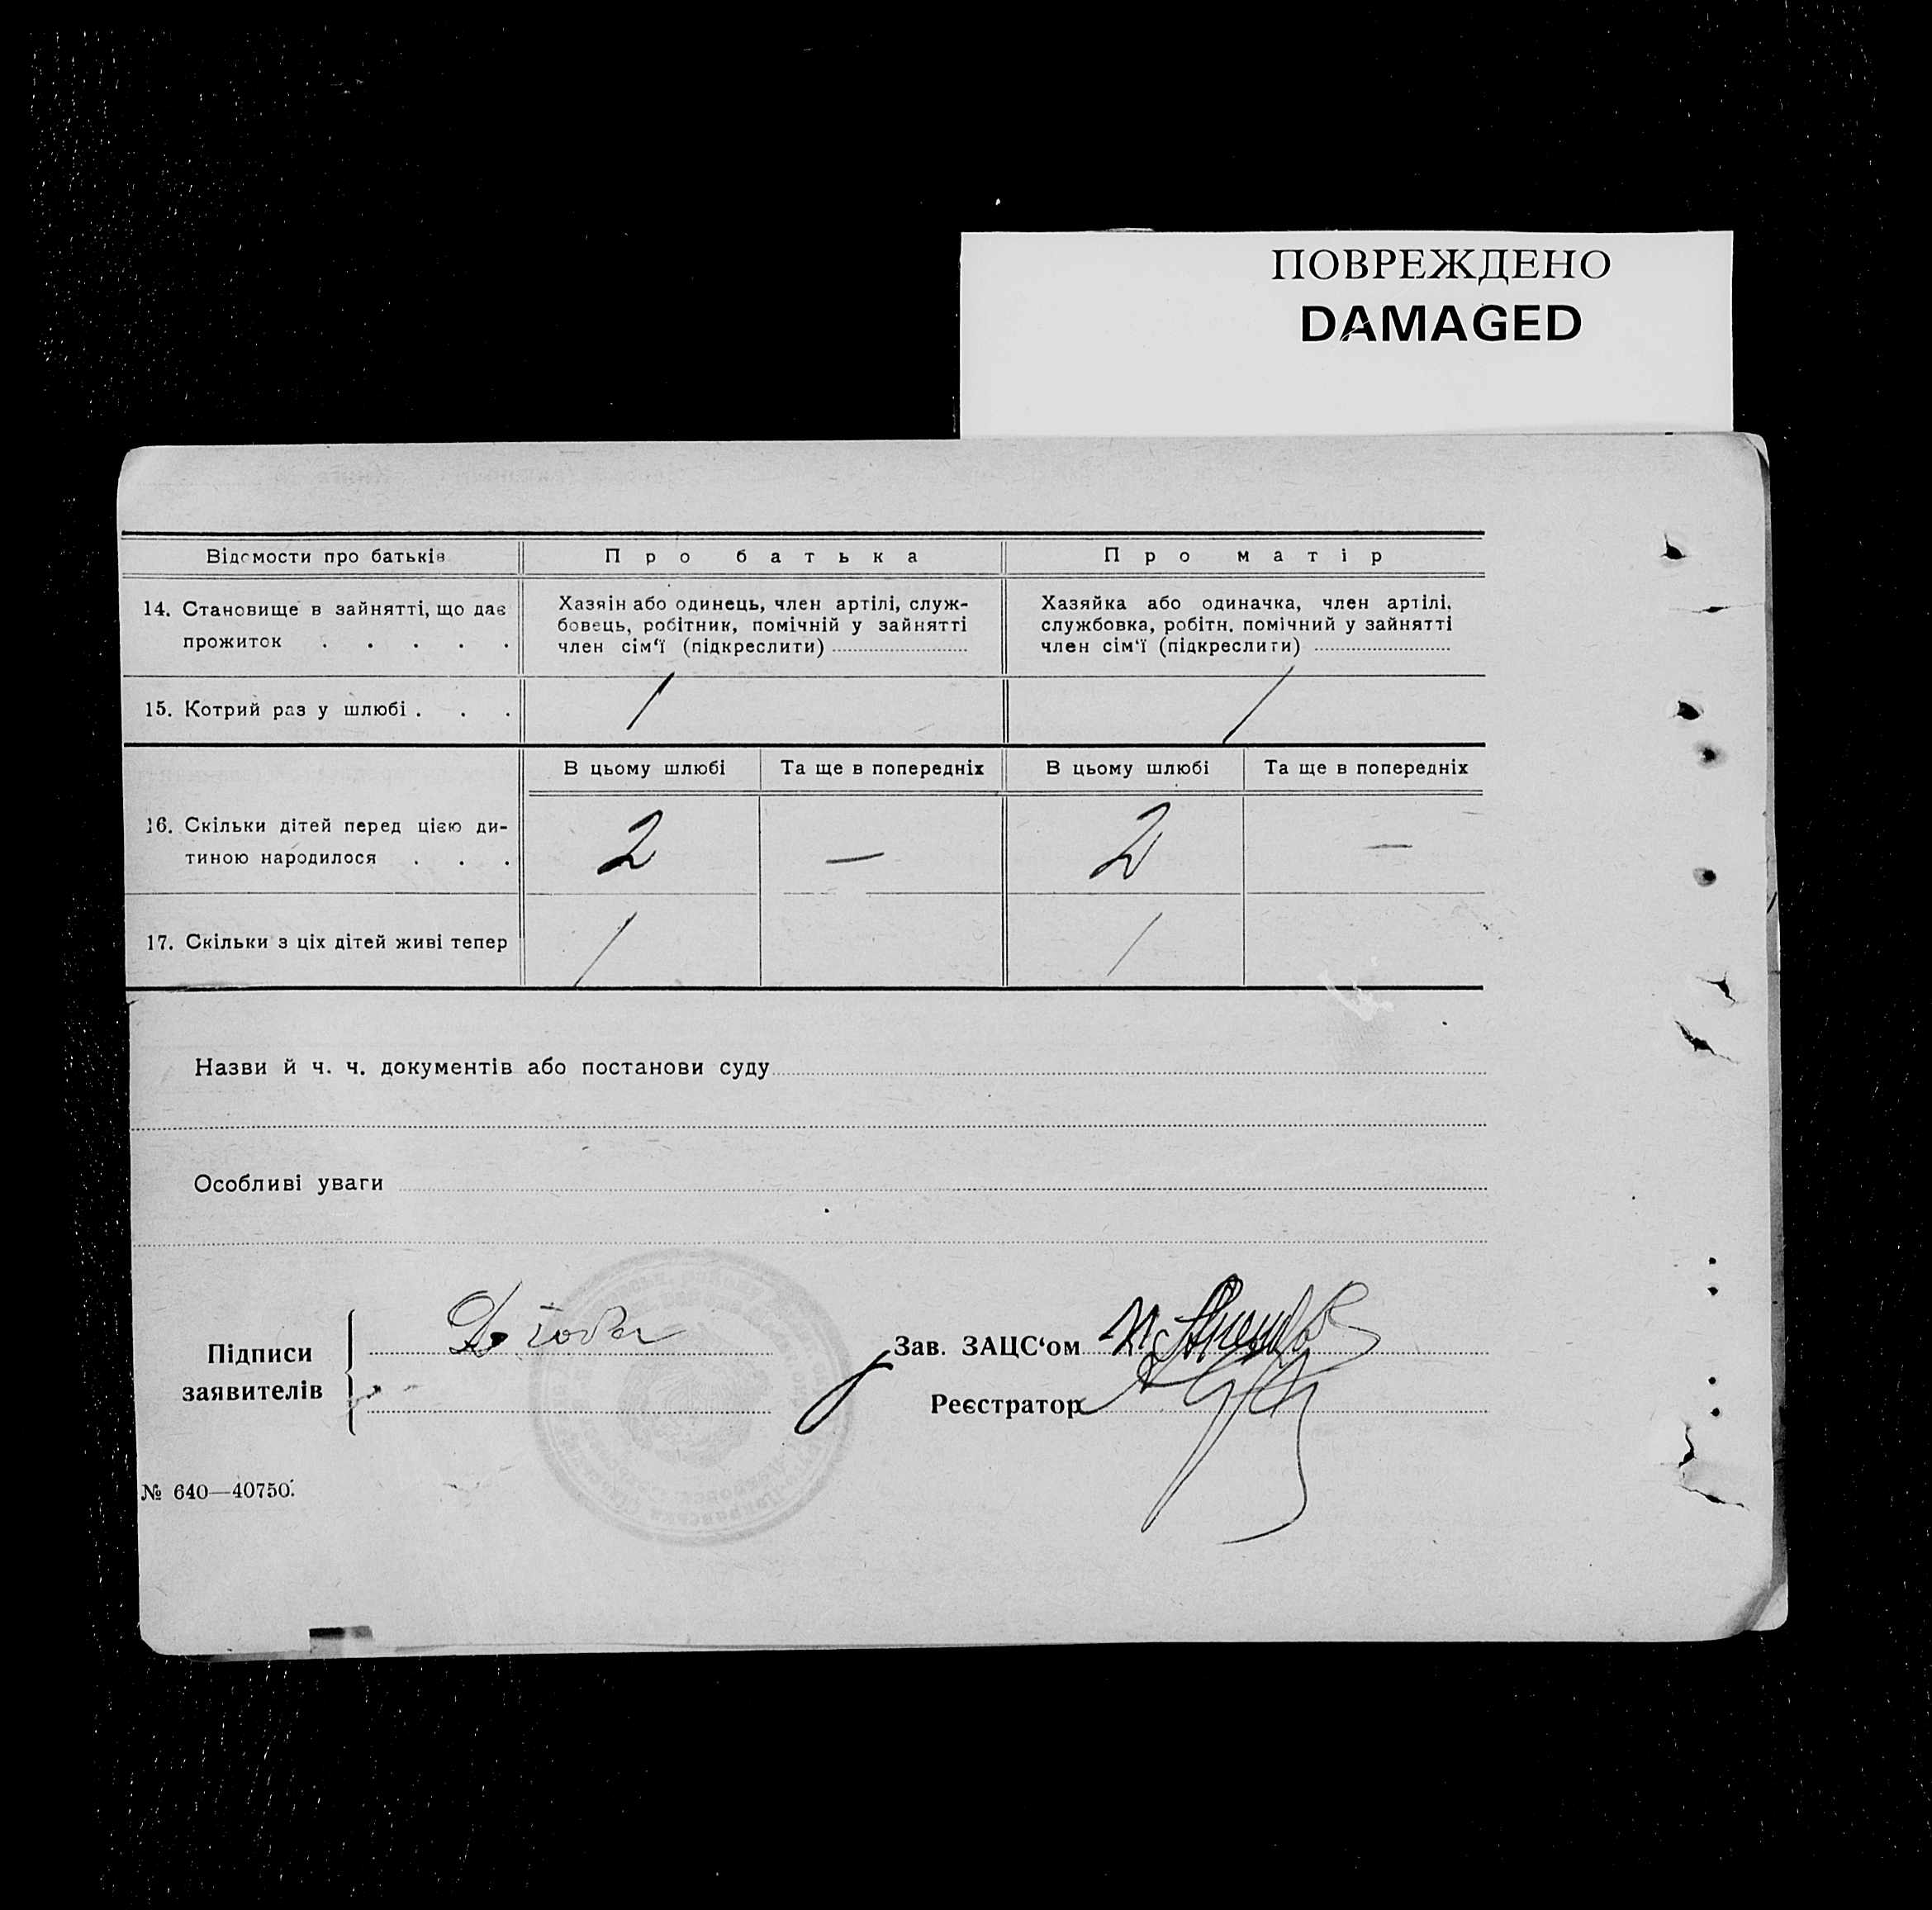 ПОВРЕЖДЕНО
DAMAGED
Відомости про батьків
Про батька
Про матір
14. Становище в зайнятті, що дає
прожиток . . . . .
Хазяін або одинець, член артілі, служ-
бовець, робітник, помічній у зайнятті
член сім‘ї (підкреслити)
Хазяйка або одиначка, член артілі,
службовка, робітн. помічний у зайнятті
член сім‘ї (підкреслити)
15. Котрий раз у шлюбі . . .
1
1
В цьому шлюбі
Та ще в попередніх
В цьому шлюбі
Та ще в попередніх
16. Скільки дітей перед цією ди-
тиною народилося . . .
2
—
2
—
17. Скільки з ціх дітей живі тепер
1
1
Назви й ч. ч. документів або постанови суду
Особливі уваги
Підписи
заявителів
Зав. ЗАЦС‘ом
Реєстратор
№ 640—40750.